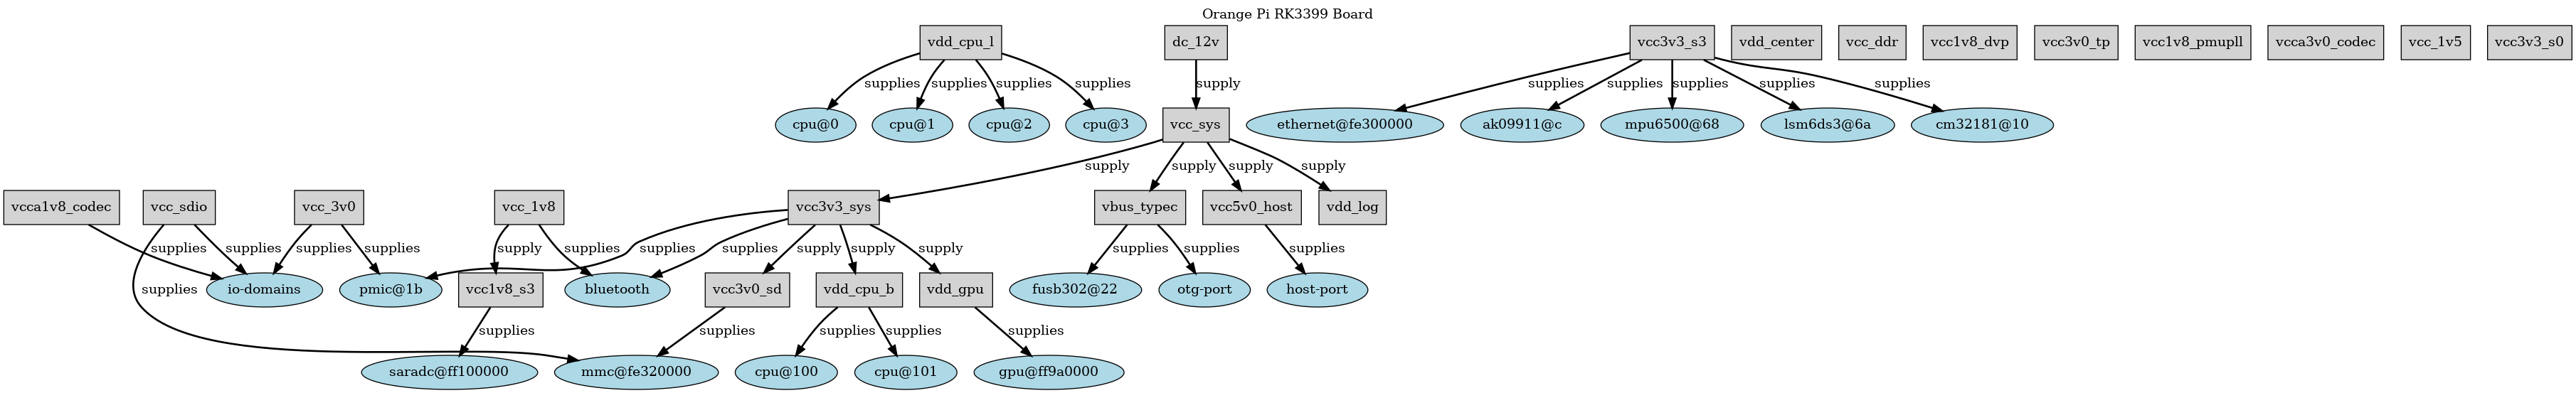 Orange Pi RK3399 Board
vdd_cpu_l
dc_12v
vcc3v3_s3
vdd_center
vcc_ddr
vcc1v8_dvp
vcc3v0_tp
vcc1v8_pmupll
vcca3v0_codec
vcc_1v5
vcc3v3_s0
supplies
supplies
supplies
supplies
supply
supplies
supplies
supplies
supplies
supplies
cpu@0
cpu@1
cpu@2
cpu@3
vcc_sys
ethernet@fe300000
ak09911@c
mpu6500@68
lsm6ds3@6a
cm32181@10
supply
supply
supply
supply
vcca1v8_codec
vcc_sdio
vcc_3v0
vcc_1v8
vcc3v3_sys
vbus_typec
vcc5v0_host
vdd_log
supplies
supplies
supplies
supplies
supply
supplies
supplies
supplies
supply
supply
supply
supplies
supplies
supplies
supplies
io-domains
pmic@1b
vcc1v8_s3
bluetooth
vcc3v0_sd
vdd_cpu_b
vdd_gpu
fusb302@22
otg-port
host-port
supplies
supplies
supplies
supplies
supplies
saradc@ff100000
mmc@fe320000
cpu@100
cpu@101
gpu@ff9a0000